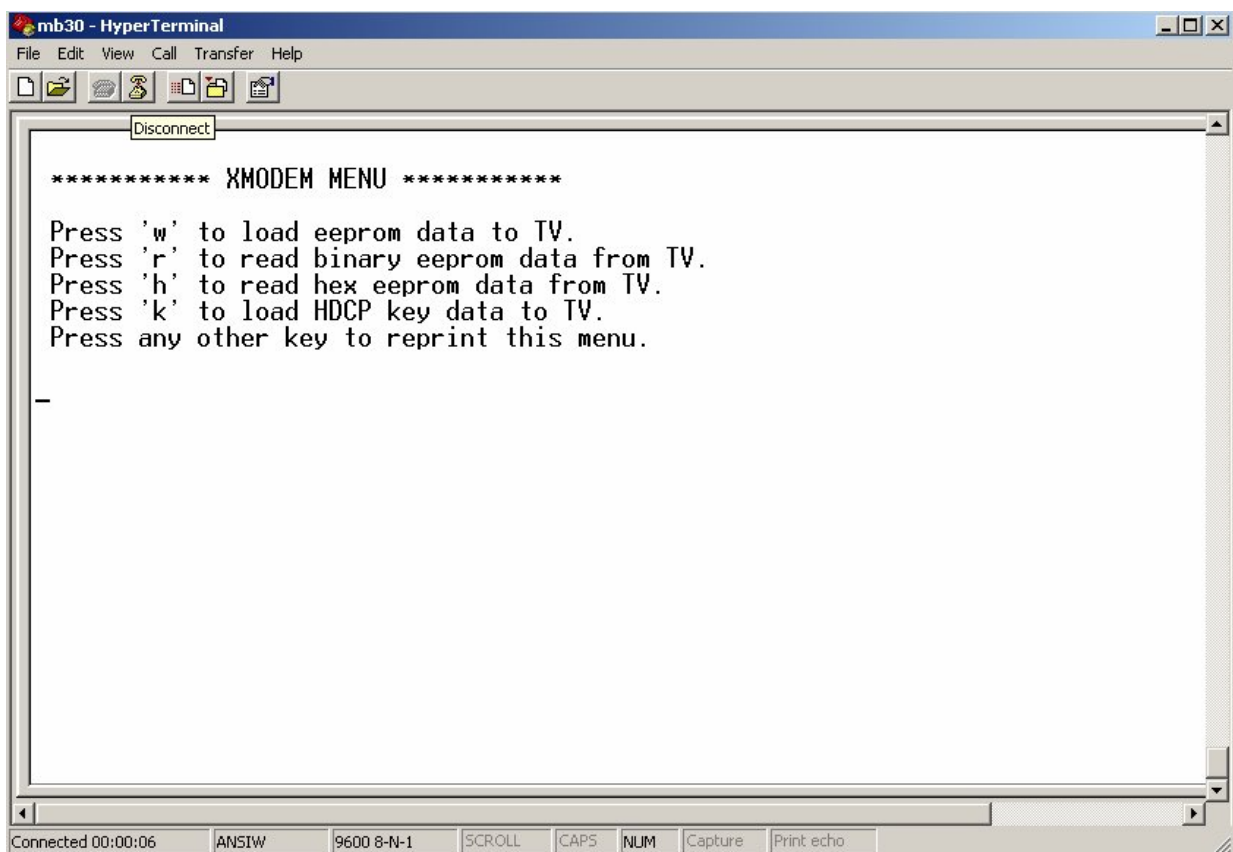 mb30 - HyperTerminal
File Edit View Call Transfer Help
Disconnect
*********** XMODEM MENU ***********
Press 'w' to load eeprom data to TV.
Press 'r' to read binary eeprom data from TV.
Press 'h' to read hex eeprom data from TV.
Press 'k' to load HDCP key data to TV.
Press any other key to reprint this menu.
_
Connected 00:00:06 ANSIW 9600 8-N-1 SCROLL CAPS NUM Capture Print echo